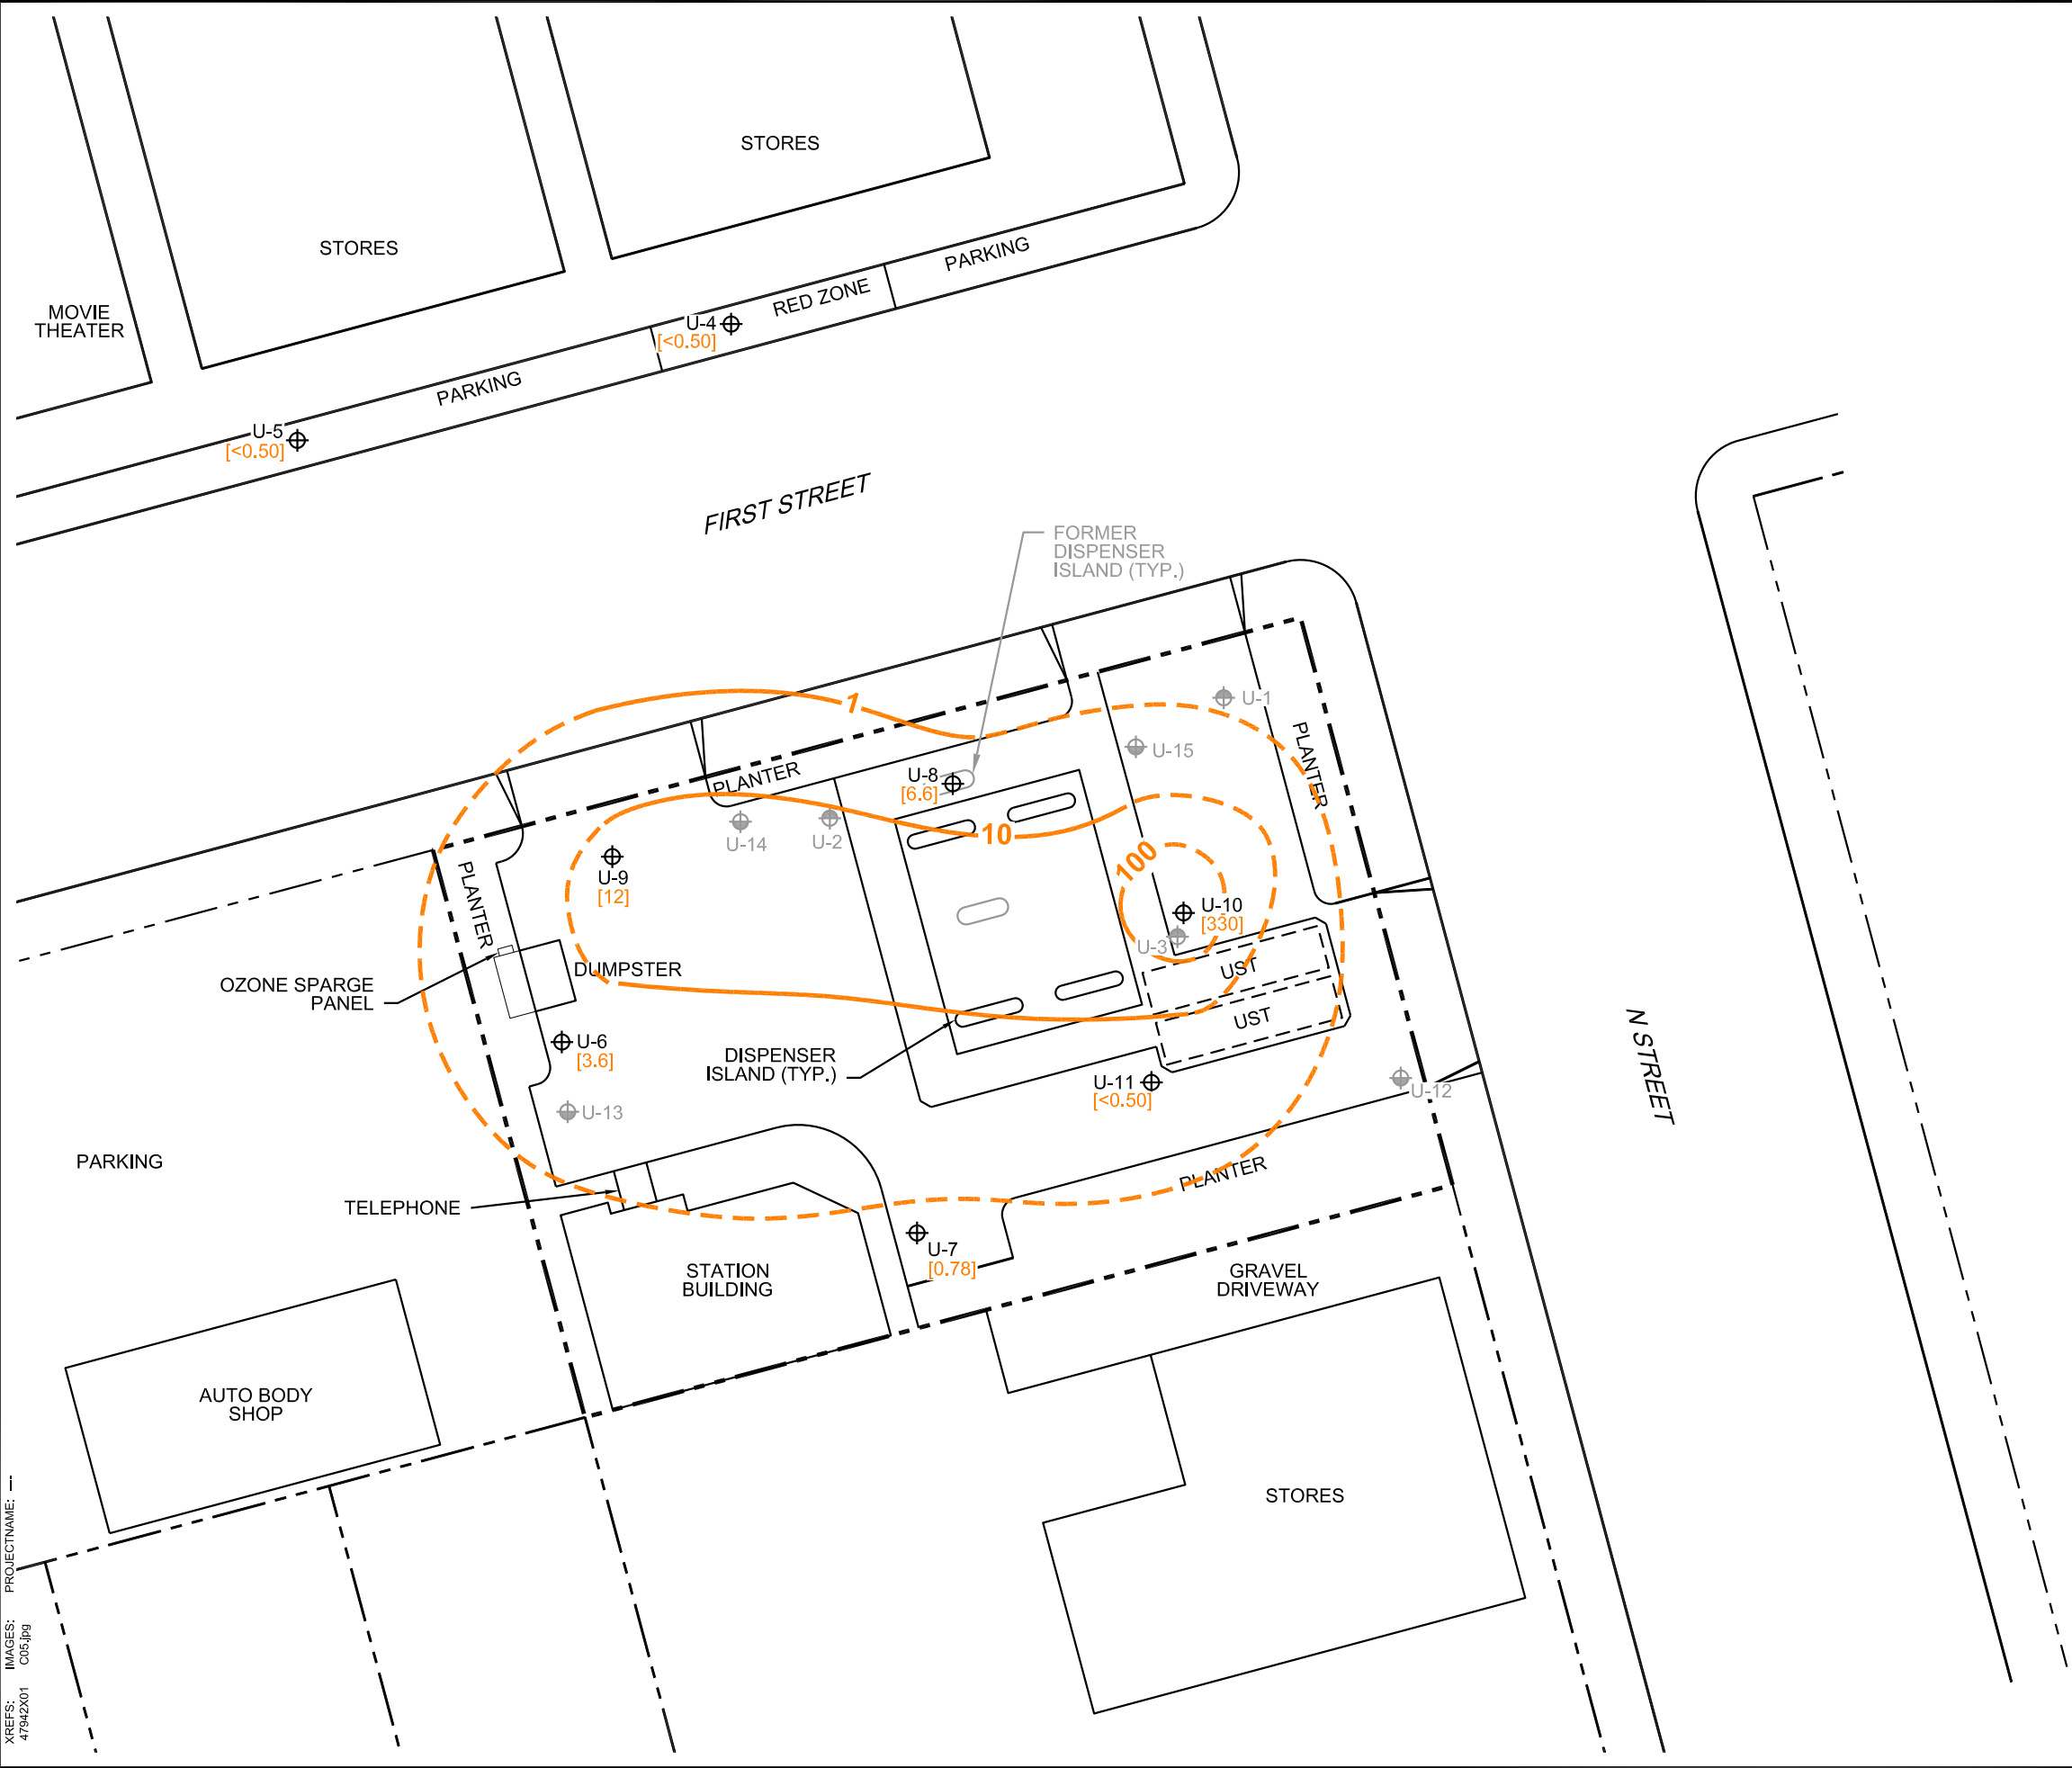 STORES
STORES
MOVIE
THEATER
PARKING
RED ZONE
U-4
[<0.50]
PARKING
U-5
[<0.50]
FIRST STREET
FORMER
DISPENSER
ISLAND (TYP.)
1
U-1
U-15
PLANTER
PLANTER
U-8
[6.6]
10
U-14
U-2
100
U-9
[12]
PLANTER
U-10
[330]
U-3
DUMPSTER
UST
OZONE SPARGE
PANEL
UST
N STREET
U-6
[3.6]
DISPENSER
ISLAND (TYP.)
U-11
[<0.50]
U-12
U-13
PARKING
PLANTER
TELEPHONE
U-7
[0.78]
STATION
BUILDING
GRAVEL
DRIVEWAY
AUTO BODY
SHOP
STORES
XREFS: IMAGES: PROJECTNAME: ---
47942X01 C05.jpg